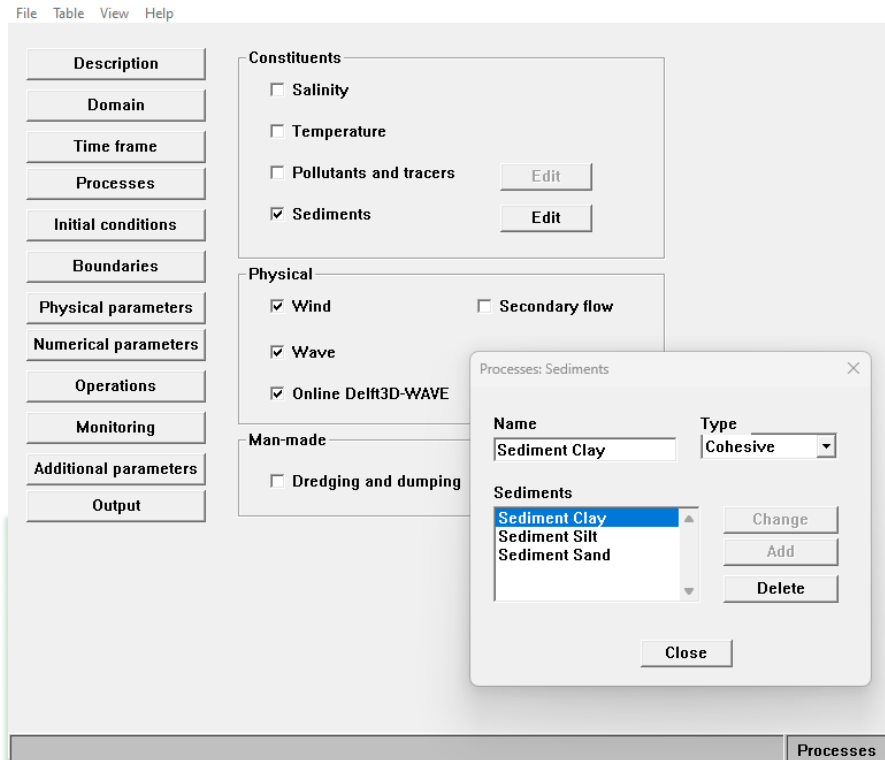 File Table View Help
Description
Domain
Time frame
Processes
Initial conditions
Boundaries
Physical parameters
Numerical parameters
Operations
Monitoring
Additional parameters
Output
Constituents
Salinity
Temperature
Pollutants and tracers Edit
Sediments Edit
Physical
Wind Secondary flow
Wave
Online Delft3D-WAVE
Man-made
Dredging and dumping
Processes: Sediments
Name Type
Sediment Clay Cohesive
Sediments
Sediment Clay
Sediment Silt
Sediment Sand
Change
Add
Delete
Close
Processes